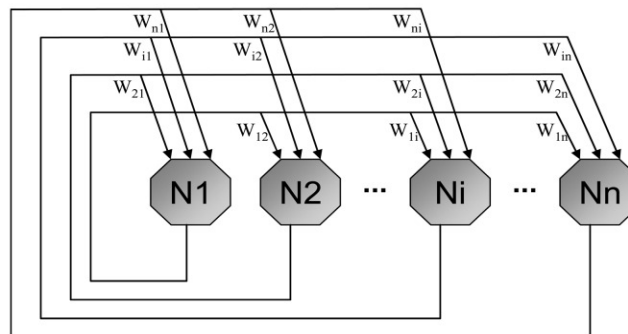 Wn1 Wn2 Wni
Wi1 Wi2 Win
W21 W2i W2n
W12 W1i W1n
N1 N2 ... Ni ... Nn